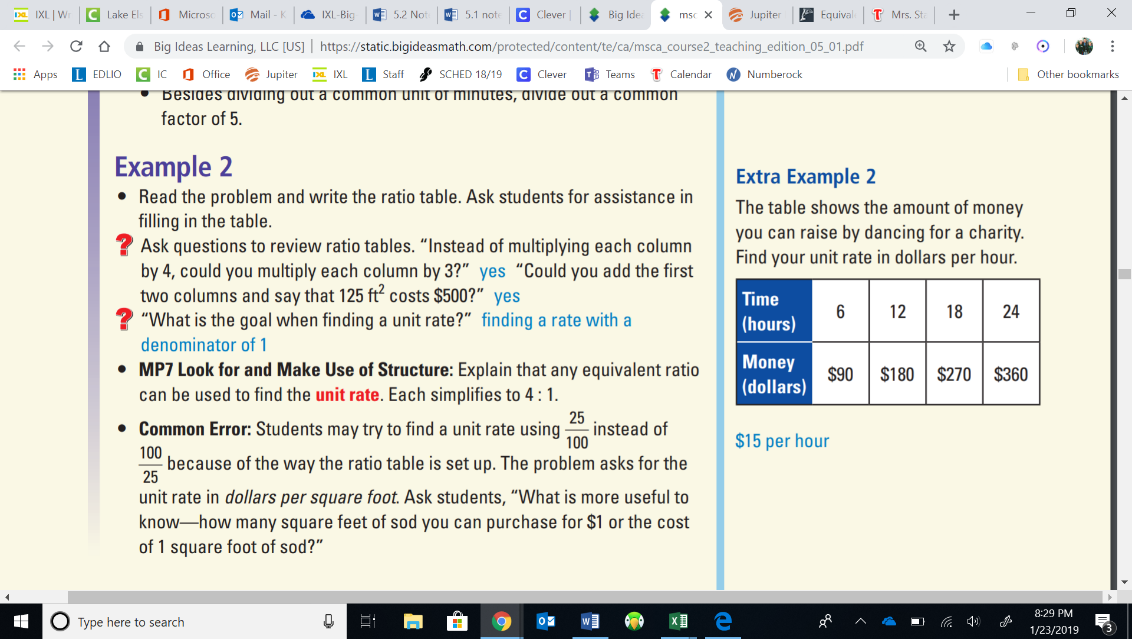 IXL | W
Lake El
Microso
Mail - K
IXL-Big
5.2 Not
5.1 note
Clever |
Big Ide
msc
Jupiter
Equival
Mrs. St
Big Ideas Learning, LLC [US] | https://static.bigideasmath.com/protected/content/te/ca/msca_course2_teaching_edition_05_01.pdf
Apps EDLIO IC Office Jupiter IXL Staff SCHED 18/19 Clever Teams Calendar Numberock Other bookmarks
• Besides dividing out a common unit of minutes, divide out a common
factor of 5.
Example 2
• Read the problem and write the ratio table. Ask students for assistance in
filling in the table.
? Ask questions to review ratio tables. “Instead of multiplying each column
by 4, could you multiply each column by 3?” yes “Could you add the first
two columns and say that 125 ft² costs $500?” yes
? “What is the goal when finding a unit rate?” finding a rate with a
denominator of 1
• MP7 Look for and Make Use of Structure: Explain that any equivalent ratio
can be used to find the unit rate. Each simplifies to 4 : 1.
• Common Error: Students may try to find a unit rate using 25/100 instead of
100/25 because of the way the ratio table is set up. The problem asks for the
unit rate in dollars per square foot. Ask students, “What is more useful to
know—how many square feet of sod you can purchase for $1 or the cost
of 1 square foot of sod?”
Extra Example 2
The table shows the amount of money
you can raise by dancing for a charity.
Find your unit rate in dollars per hour.
Time
(hours) 6 12 18 24
Money
(dollars) $90 $180 $270 $360
$15 per hour
Type here to search
8:29 PM
1/23/2019
3